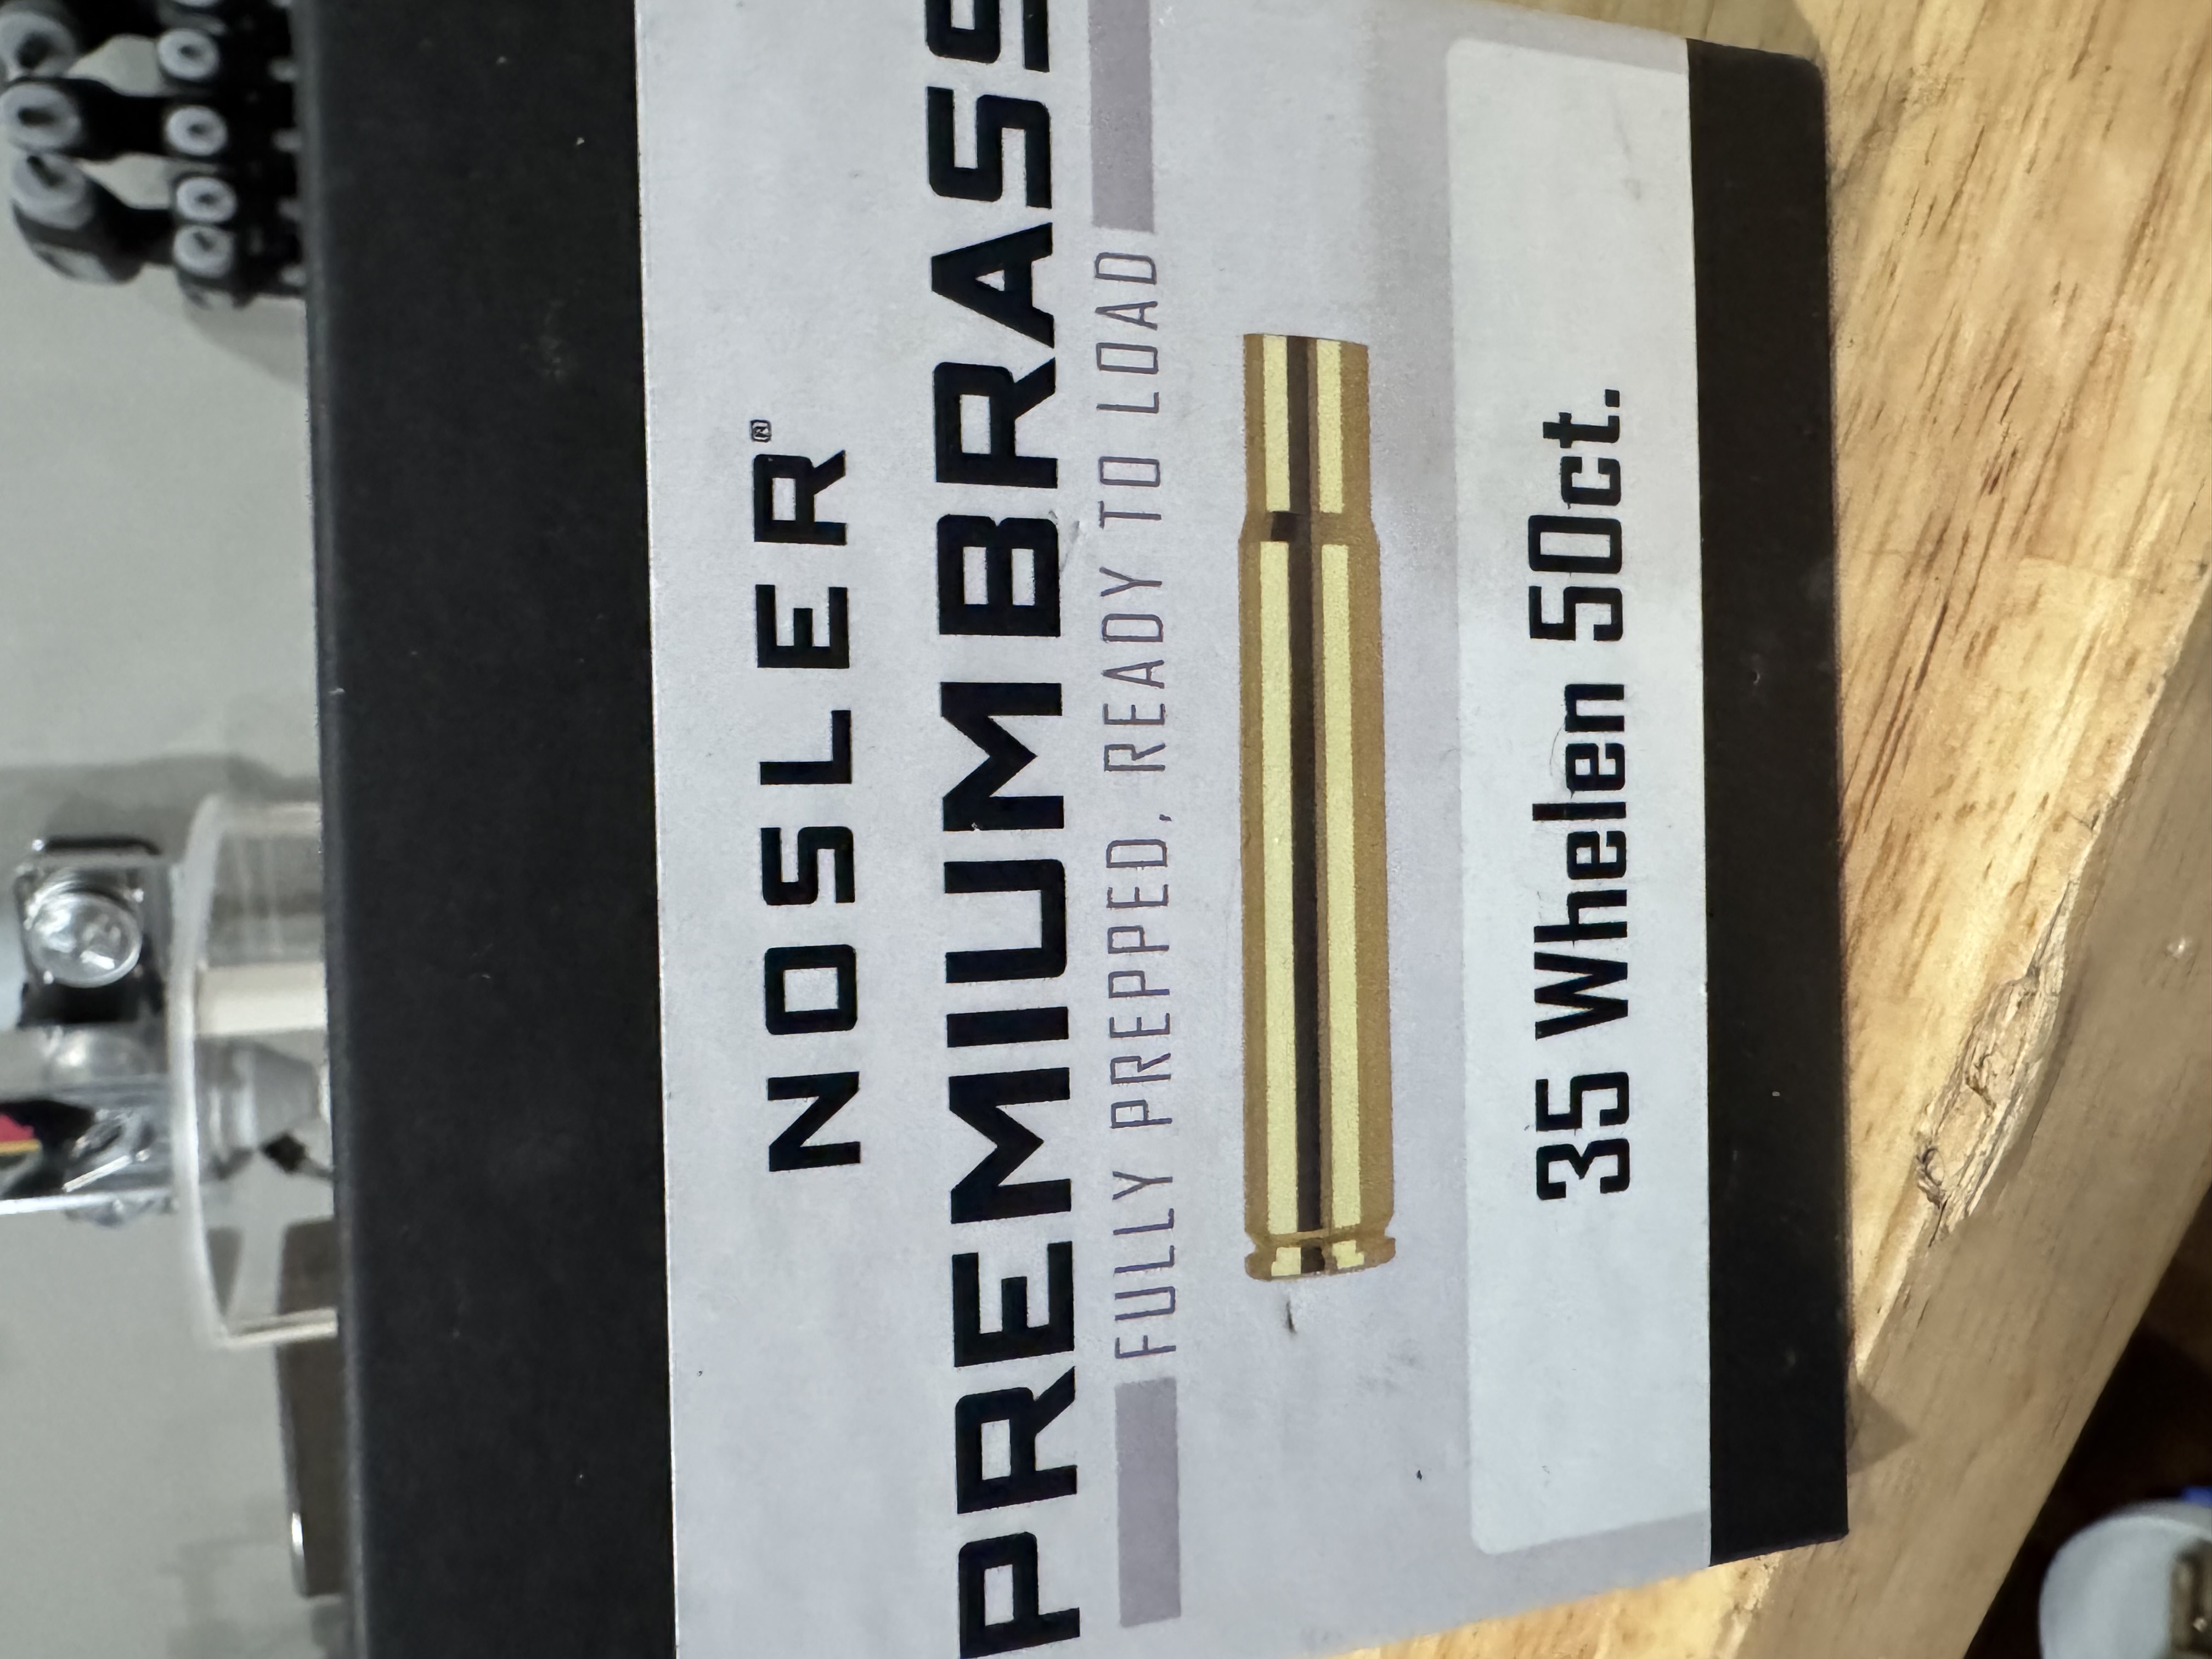 NOSLER®
PREMIUM BRASS
FULLY PREPPED, READY TO LOAD
35 Whelen 50ct.